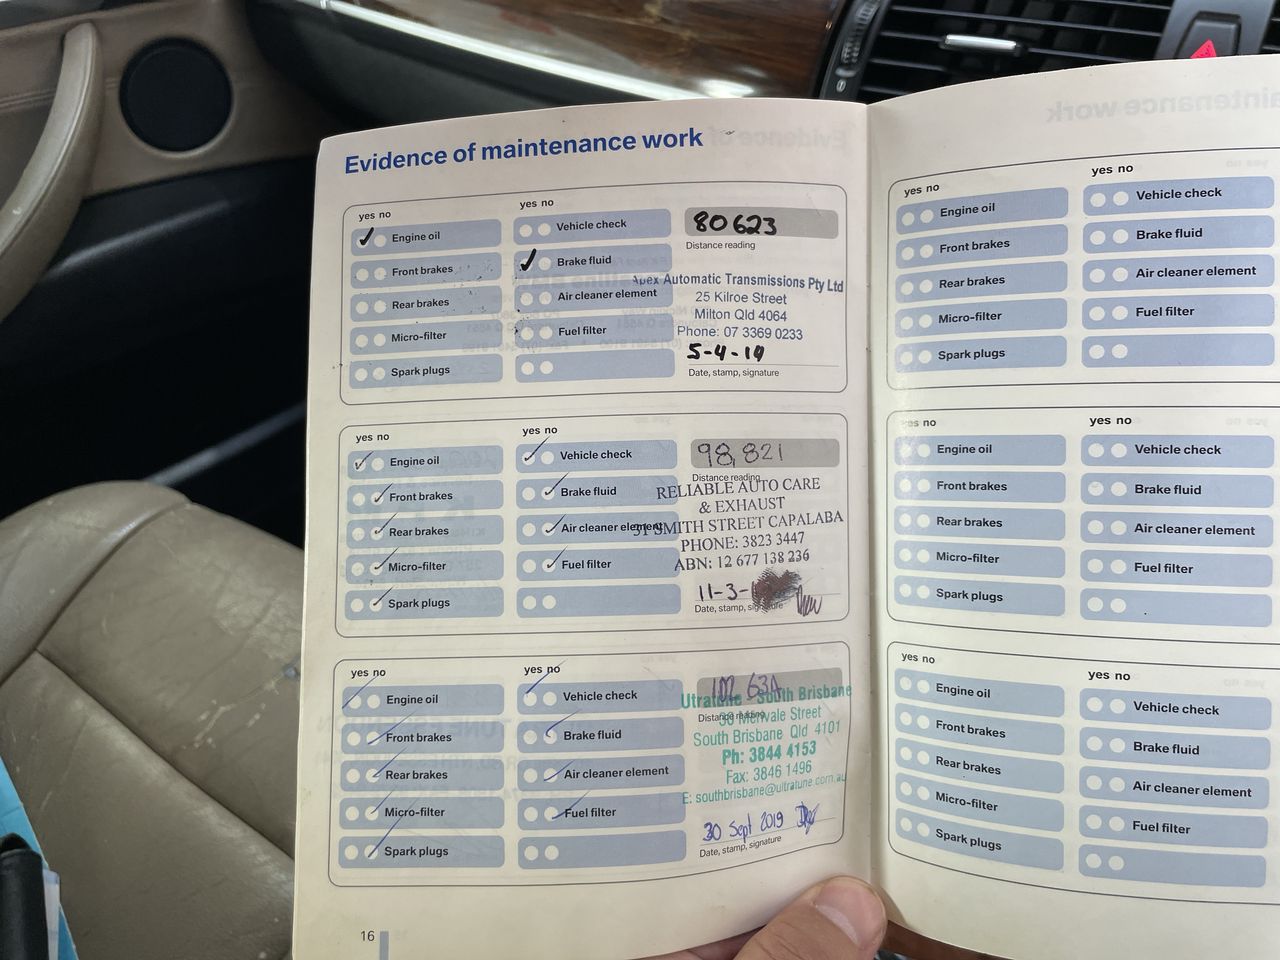 Evidence of maintenance work
yes no
yes no
Engine oil
Vehicle check
80623
Distance reading
Front brakes
Brake fluid
Rear brakes
Air cleaner element
Micro-filter
Fuel filter
Spark plugs
Apex Automatic Transmissions Pty Ltd
25 Kilroe Street
Milton Qld 4064
Phone: 07 3369 0233
5-4-14
Date, stamp, signature
yes no
yes no
Engine oil
Vehicle check
98,821
Distance reading
Front brakes
Brake fluid
Rear brakes
Air cleaner element
Micro-filter
Fuel filter
Spark plugs
RELIABLE AUTO CARE
& EXHAUST
SMITH STREET CAPALABA
PHONE: 3823 3447
ABN: 12 677 138 236
11-3-
Date, stamp, signature
yes no
yes no
Engine oil
Vehicle check
Distance reading
Front brakes
Brake fluid
Rear brakes
Air cleaner element
Micro-filter
Fuel filter
Spark plugs
South Brisbane
Merivale Street
South Brisbane Qld 4101
Ph: 3844 4153
Fax: 3846 1496
E: southbrisbane@ultratune.com.au
30 Sept 2019
Date, stamp, signature
16
yes no
yes no
Engine oil
Vehicle check
Front brakes
Brake fluid
Rear brakes
Air cleaner element
Micro-filter
Fuel filter
Spark plugs
yes no
yes no
Engine oil
Vehicle check
Front brakes
Brake fluid
Rear brakes
Air cleaner element
Micro-filter
Fuel filter
Spark plugs
yes no
yes no
Engine oil
Vehicle check
Front brakes
Brake fluid
Rear brakes
Air cleaner element
Micro-filter
Fuel filter
Spark plugs